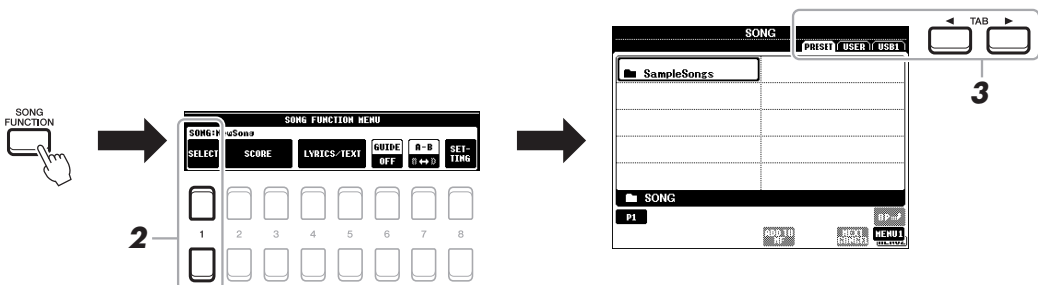 SONG
FUNCTION
SONG FUNCTION MENU
SONG:NewSong
SELECT
SCORE
LYRICS/TEXT
GUIDE
OFF
A-B
SET-
TING
1 2 3 4 5 6 7 8
2
SONG
PRESET USER USB1
SampleSongs
SONG
P1
ADD TO
MF
NEXT
CANCEL
MENU1
◀ TAB ▶
3